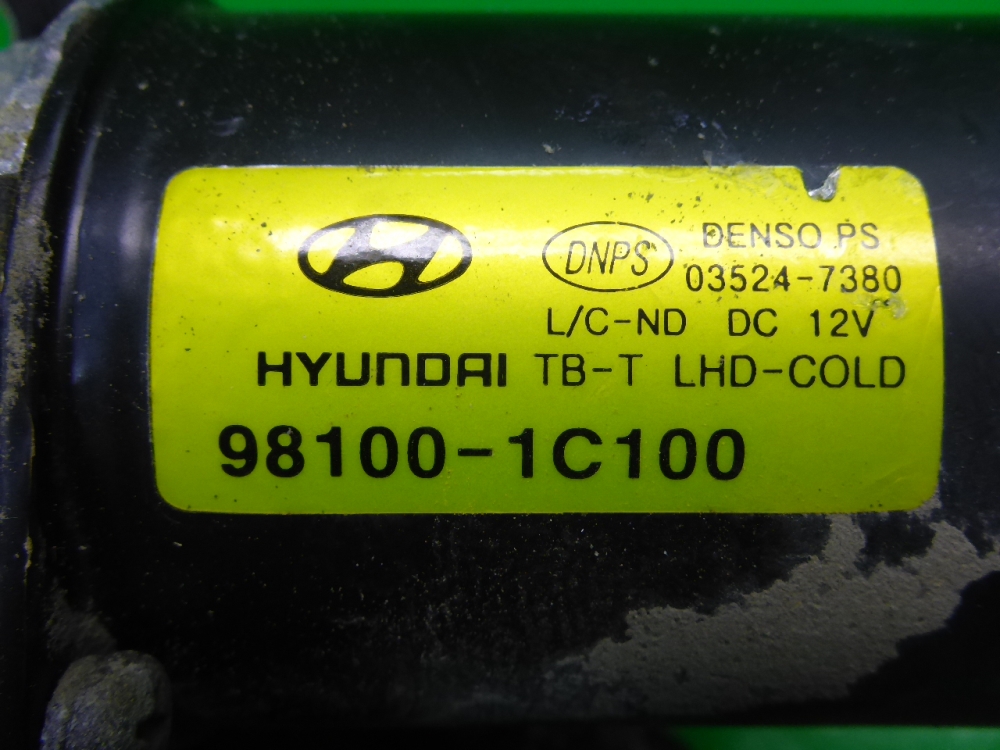 DNPS DENSO PS
03524-7380
L/C-ND DC 12V
HYUNDAI TB-T LHD-COLD
98100-1C100